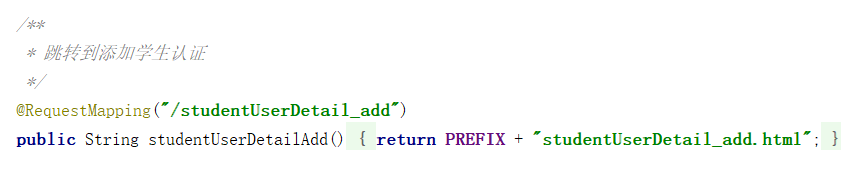 /**
 * 跳转到添加学生认证
 */
@RequestMapping("/studentUserDetail_add")
public String studentUserDetailAdd() { return PREFIX + "studentUserDetail_add.html"; }